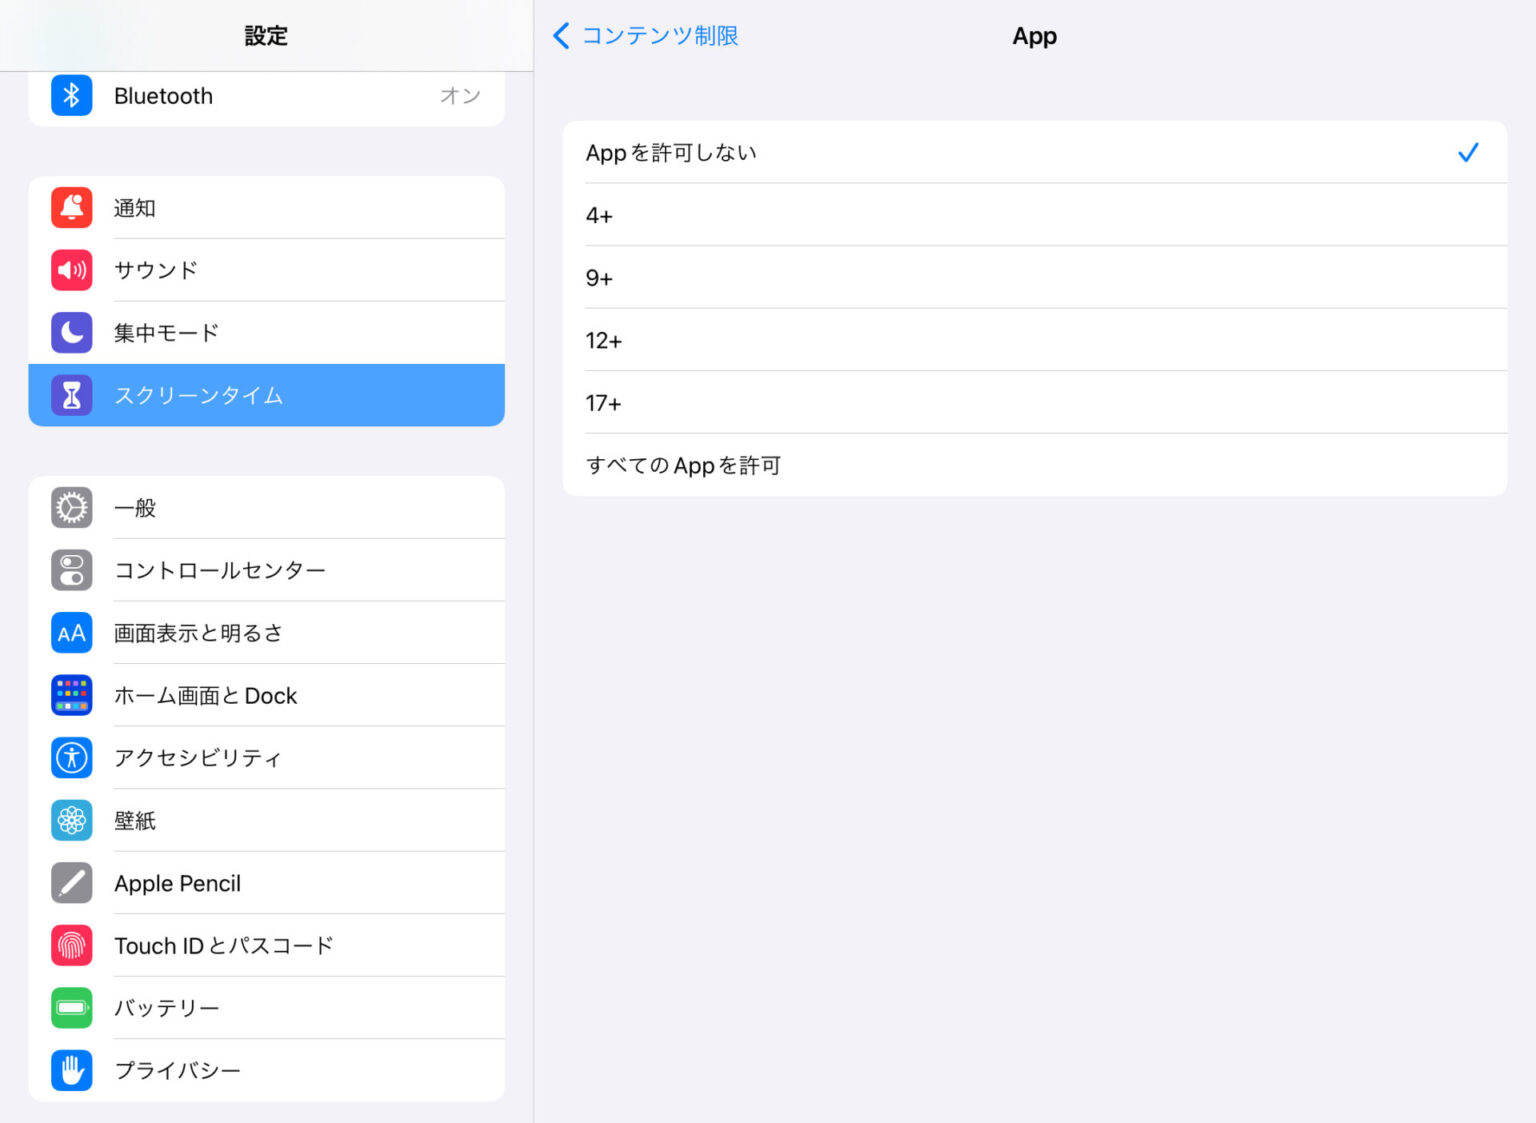 設定
Bluetooth オン
通知
サウンド
集中モード
スクリーンタイム
一般
コントロールセンター
AA 画面表示と明るさ
ホーム画面とDock
アクセシビリティ
壁紙
Apple Pencil
Touch IDとパスコード
バッテリー
プライバシー
コンテンツ制限 App
Appを許可しない
4+
9+
12+
17+
すべてのAppを許可